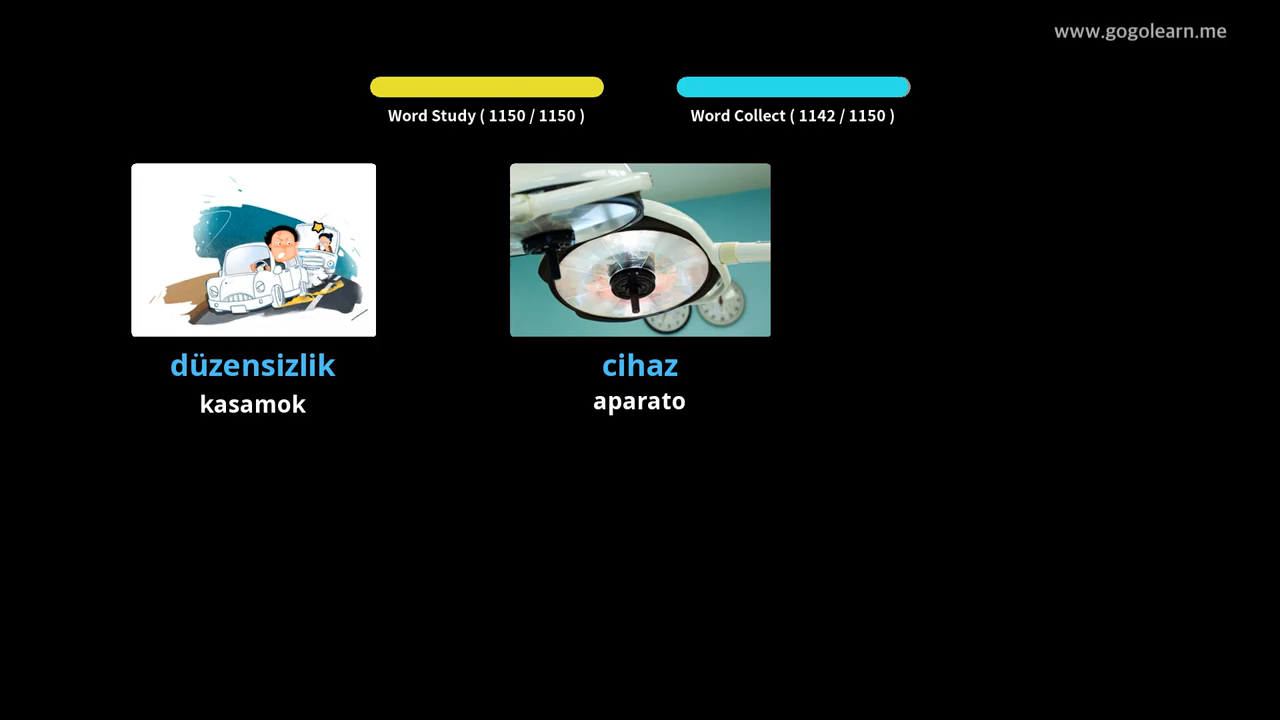 www.gogolearn.me
Word Study ( 1150 / 1150 )
Word Collect ( 1142 / 1150 )
düzensizlik
kasamok
cihaz
aparato